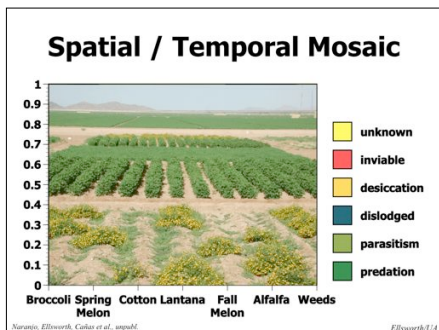 Spatial / Temporal Mosaic
1
0.9
0.8
0.7
0.6
0.5
0.4
0.3
0.2
0.1
0
Broccoli Spring Melon Cotton Lantana Fall Melon Alfalfa Weeds
unknown
inviable
desiccation
dislodged
parasitism
predation
Naranjo, Ellsworth, Cañas et al., unpubl.
Ellsworth/UA